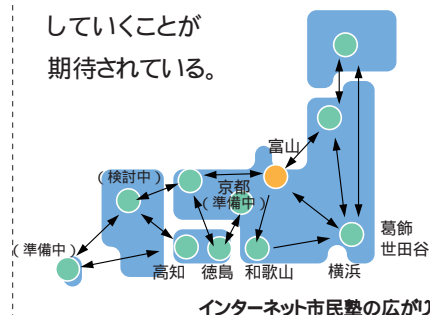 していくことが
期待されている。
富山
(検討中)
京都
(準備中)
葛飾
世田谷
(準備中)
高知
徳島
和歌山
横浜
インターネット市民塾の広がり